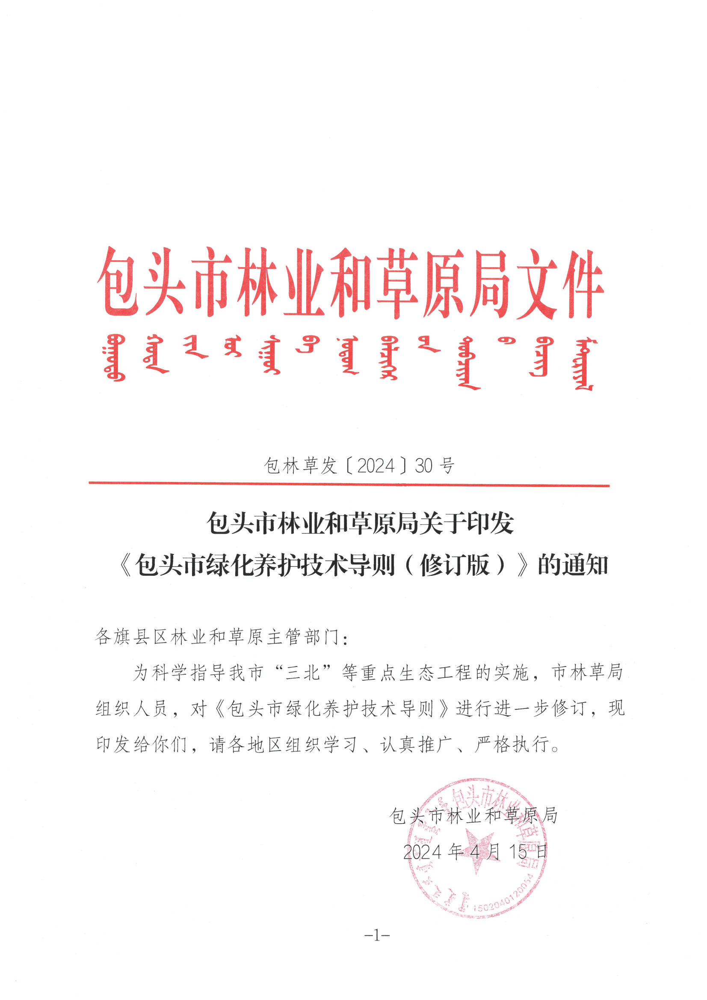 包头市林业和草原局文件
包林草发〔2024〕30 号
包头市林业和草原局关于印发
《包头市绿化养护技术导则（修订版）》的通知
各旗县区林业和草原主管部门：
为科学指导我市“三北”等重点生态工程的实施，市林草局
组织人员，对《包头市绿化养护技术导则》进行进一步修订，现
印发给你们，请各地区组织学习、认真推广、严格执行。
包头市林业和草原局
2024 年 4 月 15 日
包头市林业和草原局
1502040120054
-1-